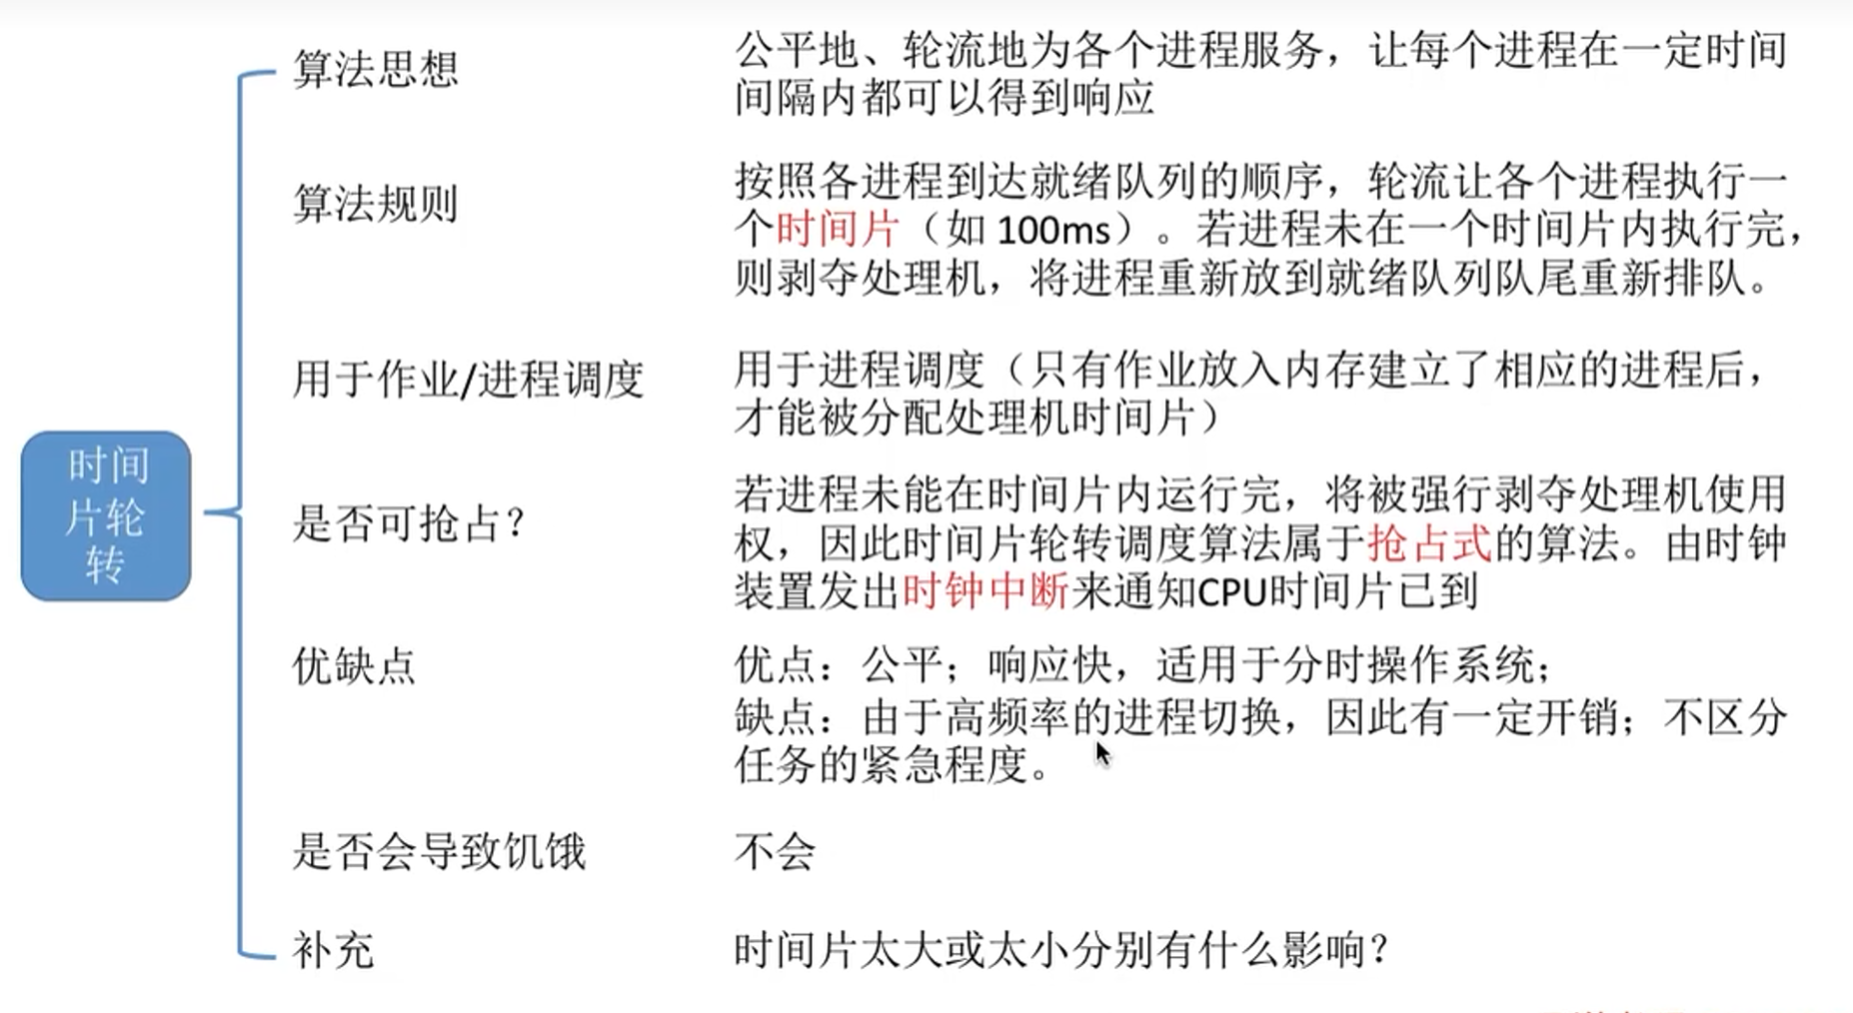 算法思想
公平地、轮流地为各个进程服务，让每个进程在一定时间
间隔内都可以得到响应
算法规则
按照各进程到达就绪队列的顺序，轮流让各个进程执行一
个时间片（如 100ms）。若进程未在一个时间片内执行完，
则剥夺处理机，将进程重新放到就绪队列队尾重新排队。
用于作业/进程调度
用于进程调度（只有作业放入内存建立了相应的进程后，
才能被分配处理机时间片）
时间
片轮
转
是否可抢占？
若进程未能在时间片内运行完，将被强行剥夺处理机使用
权，因此时间片轮转调度算法属于抢占式的算法。由时钟
装置发出时钟中断来通知CPU时间片已到
优缺点
优点：公平；响应快，适用于分时操作系统；
缺点：由于高频率的进程切换，因此有一定开销；不区分
任务的紧急程度。
是否会导致饥饿
不会
补充
时间片太大或太小分别有什么影响？